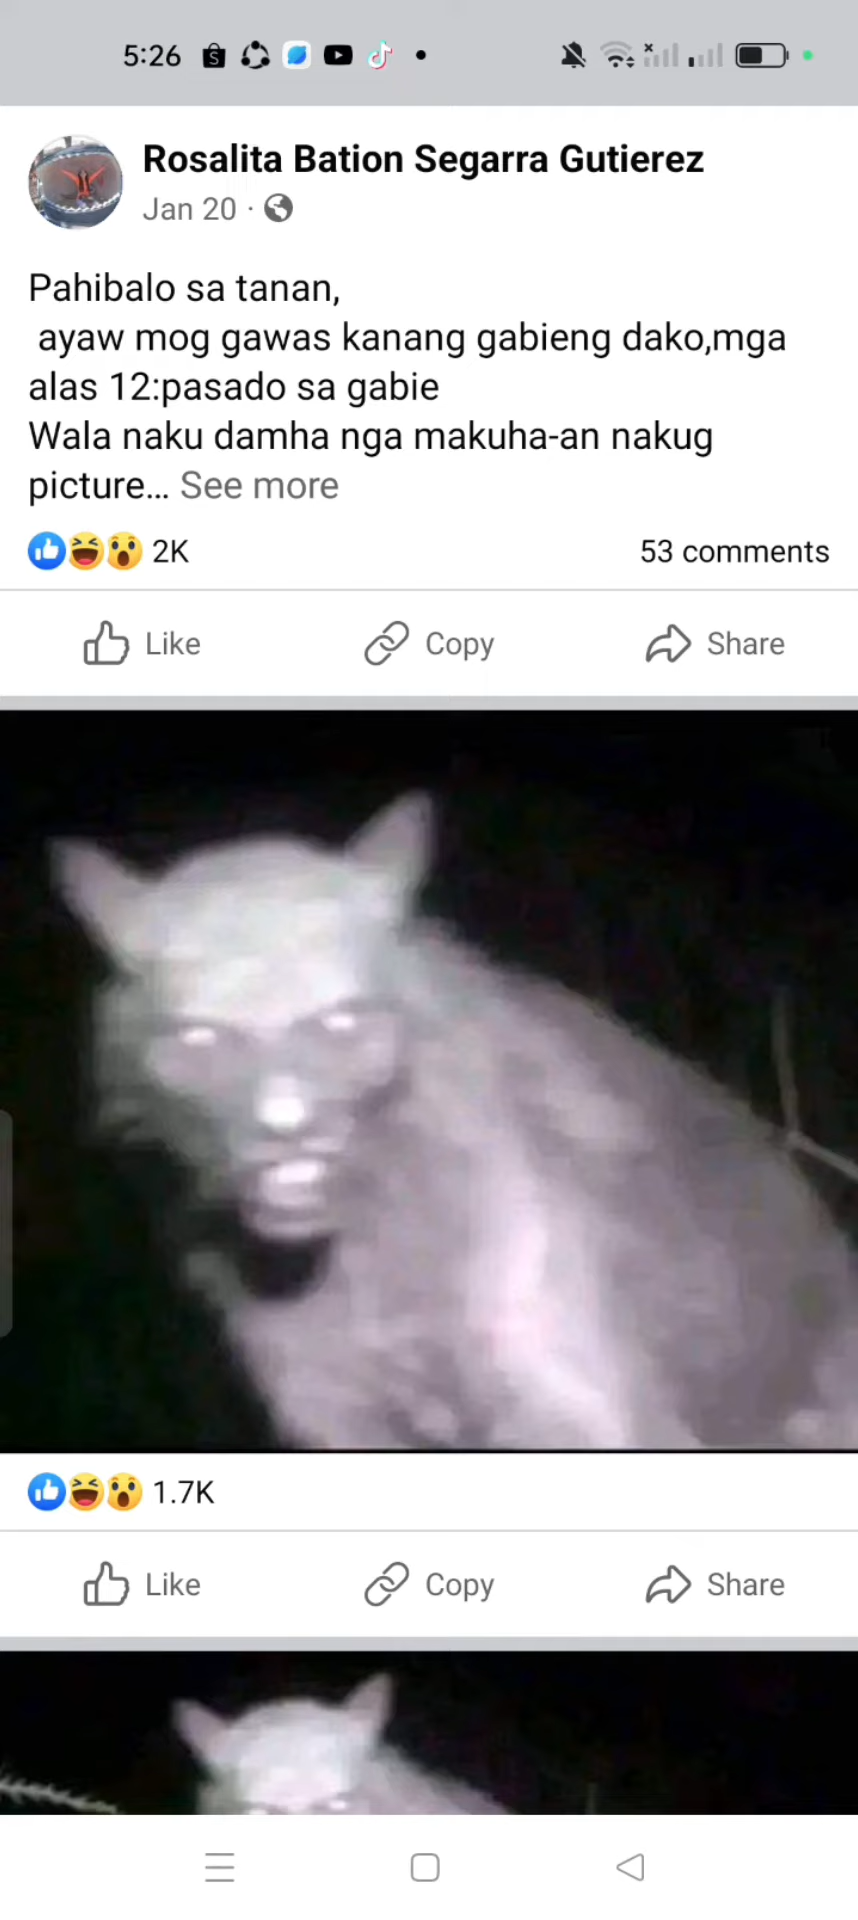 5:26
Rosalita Bation Segarra Gutierez
Jan 20 ·
Pahibalo sa tanan,
ayaw mog gawas kanang gabieng dako,mga
alas 12:pasado sa gabie
Wala naku damha nga makuha-an nakug
picture... See more
2K 53 comments
Like Copy Share
1.7K
Like Copy Share